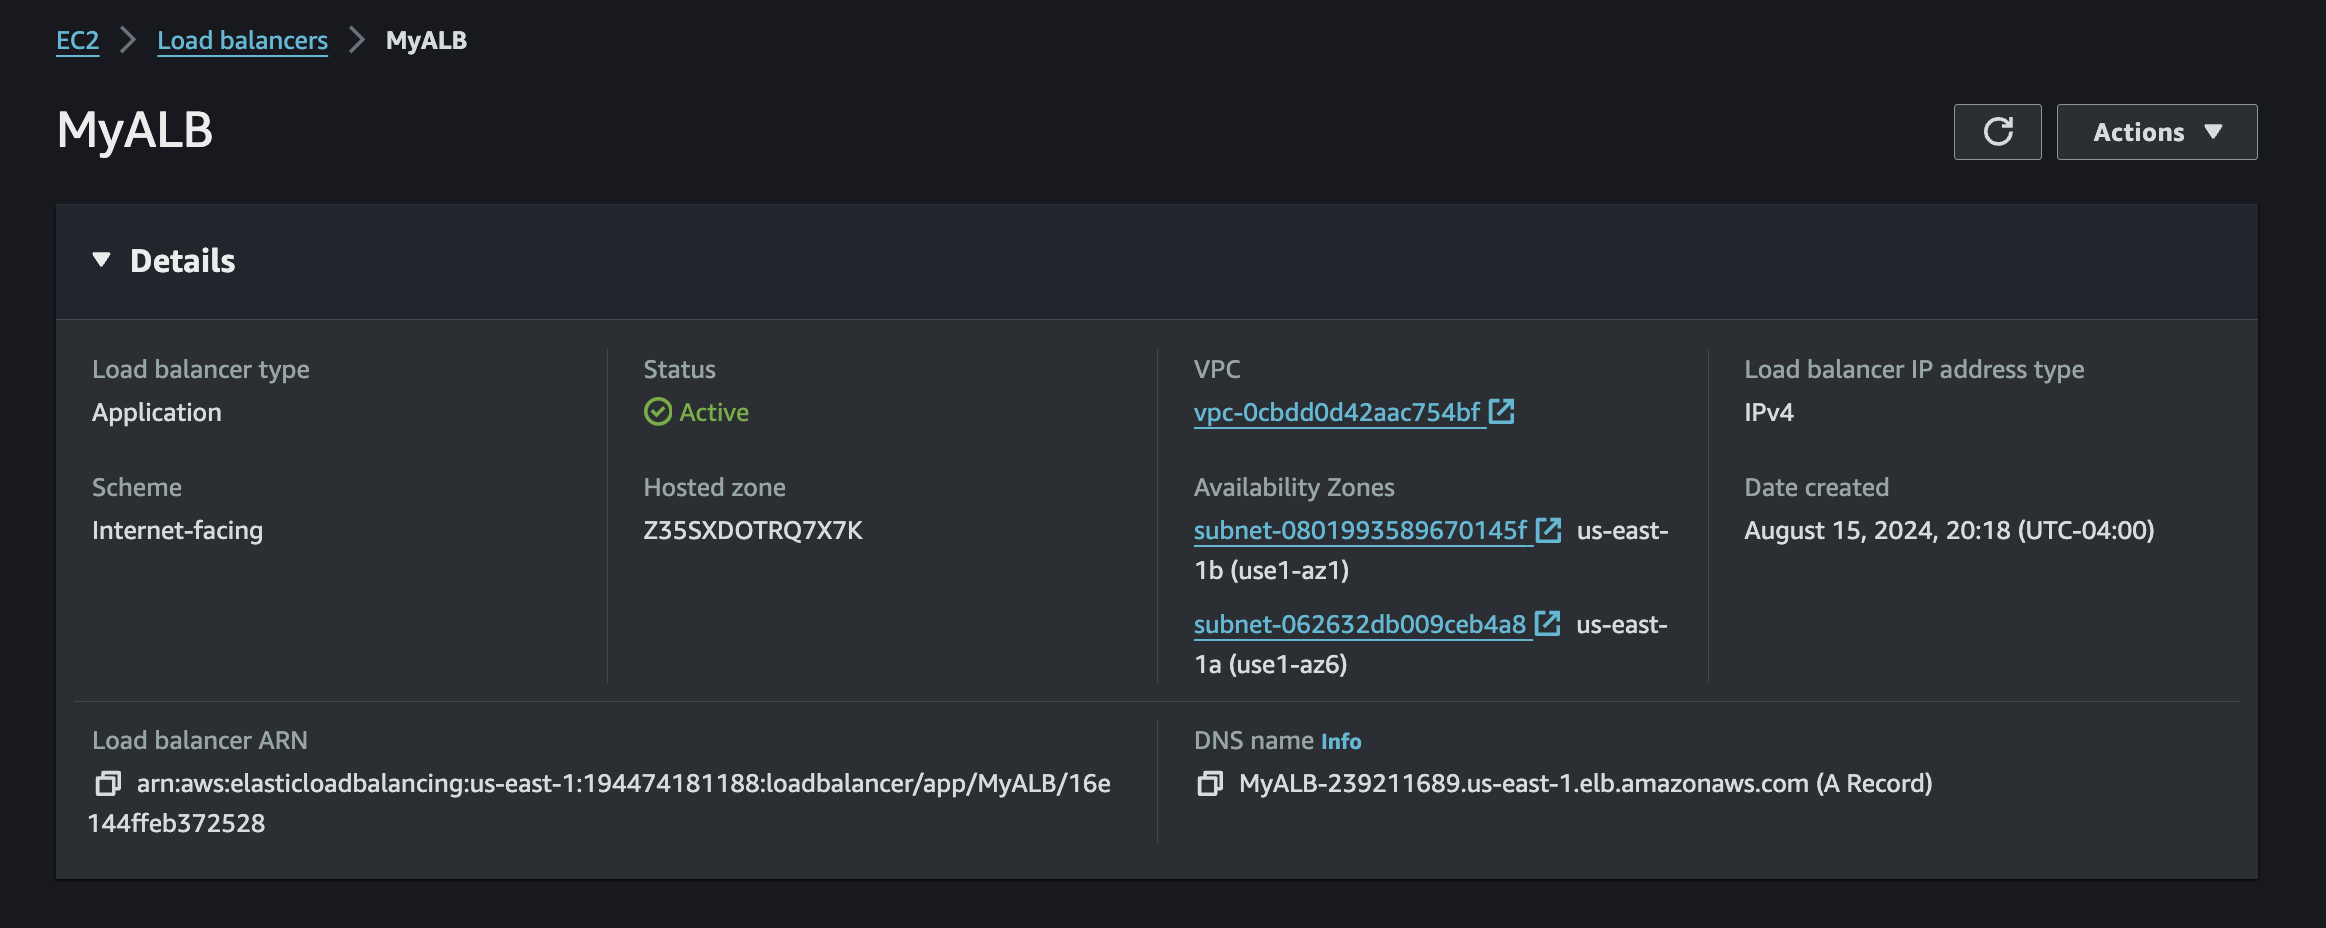 EC2 > Load balancers > MyALB
MyALB
Actions
Details
Load balancer type
Application
Status
Active
VPC
vpc-0cbdd0d42aac754bf
Load balancer IP address type
IPv4
Scheme
Internet-facing
Hosted zone
Z35SXDOTRQ7X7K
Availability Zones
subnet-0801993589670145f us-east-
1b (use1-az1)
subnet-062632db009ceb4a8 us-east-
1a (use1-az6)
Date created
August 15, 2024, 20:18 (UTC-04:00)
Load balancer ARN
arn:aws:elasticloadbalancing:us-east-1:194474181188:loadbalancer/app/MyALB/16e
144ffeb372528
DNS name Info
MyALB-239211689.us-east-1.elb.amazonaws.com (A Record)